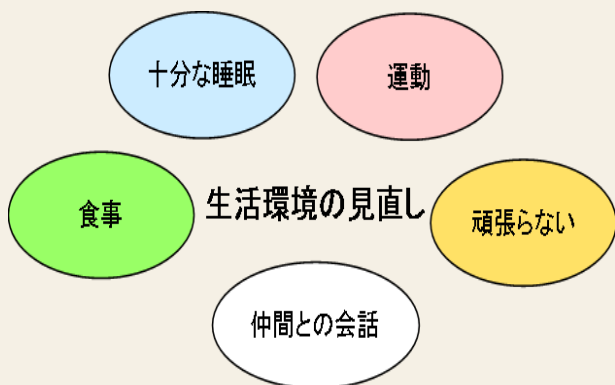 十分な睡眠
運動
食事
生活環境の見直し
頑張らない
仲間との会話